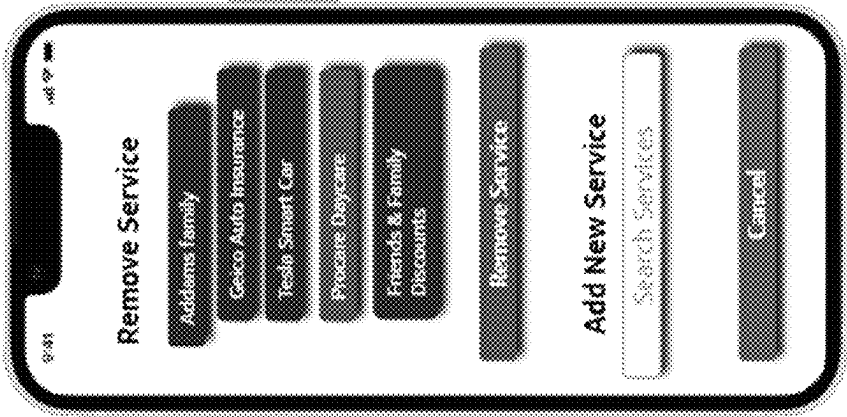 9:41
Remove Service
Addams family
Geico Auto Insurance
Tesla Smart Car
Procare Daycare
Friends & Family
Discounts
Remove Service
Add New Service
Search Services
Cancel